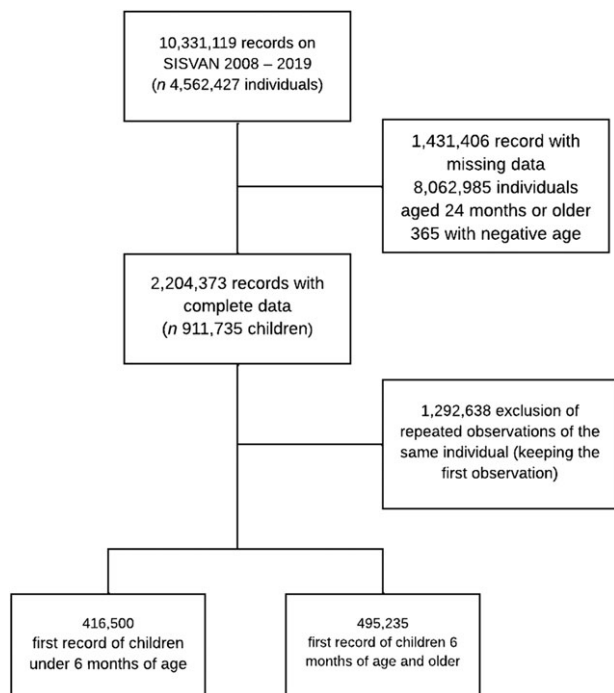 10,331,119 records on
SISVAN 2008 – 2019
(n 4,562,427 individuals)
1,431,406 record with
missing data
8,062,985 individuals
aged 24 months or older
365 with negative age
2,204,373 records with
complete data
(n 911,735 children)
1,292,638 exclusion of
repeated observations of the
same individual (keeping the
first observation)
416,500
first record of children
under 6 months of age
495,235
first record of children 6
months of age and older